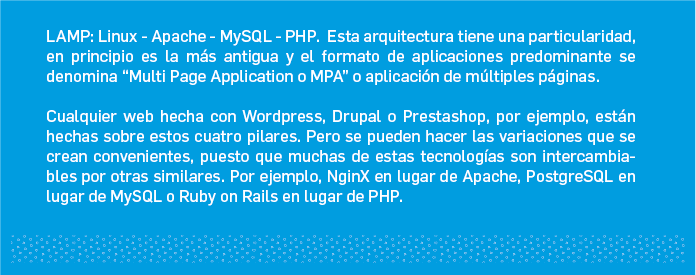 LAMP: Linux - Apache - MySQL - PHP.  Esta arquitectura tiene una particularidad,
en principio es la más antigua y el formato de aplicaciones predominante se
denomina “Multi Page Application o MPA” o aplicación de múltiples páginas.
Cualquier web hecha con Wordpress, Drupal o Prestashop, por ejemplo, están
hechas sobre estos cuatro pilares. Pero se pueden hacer las variaciones que se
crean convenientes, puesto que muchas de estas tecnologías son intercambia-
bles por otras similares. Por ejemplo, NginX en lugar de Apache, PostgreSQL en
lugar de MySQL o Ruby on Rails en lugar de PHP.